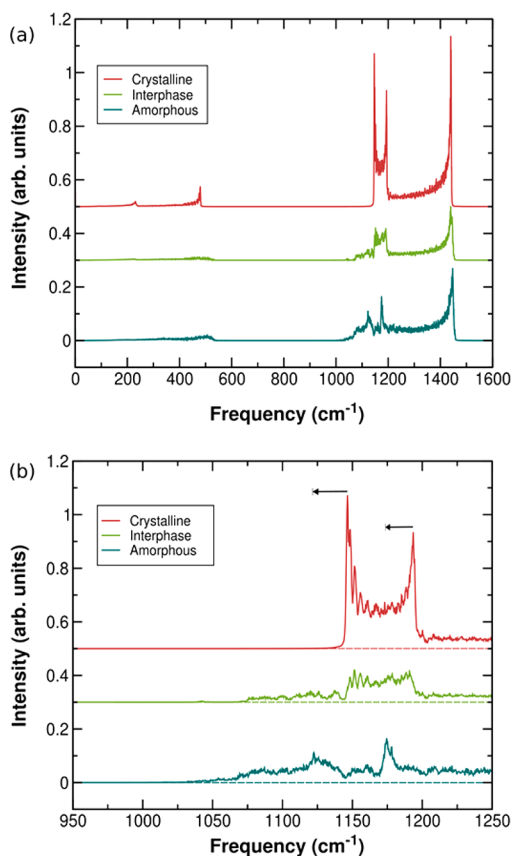 (a)
1.2
1
0.8
0.6
0.4
0.2
0
Intensity (arb. units)
Crystalline
Interphase
Amorphous
0 200 400 600 800 1000 1200 1400 1600
Frequency (cm-1)
(b)
1.2
1
0.8
0.6
0.4
0.2
0
Intensity (arb. units)
Crystalline
Interphase
Amorphous
950 1000 1050 1100 1150 1200 1250
Frequency (cm-1)